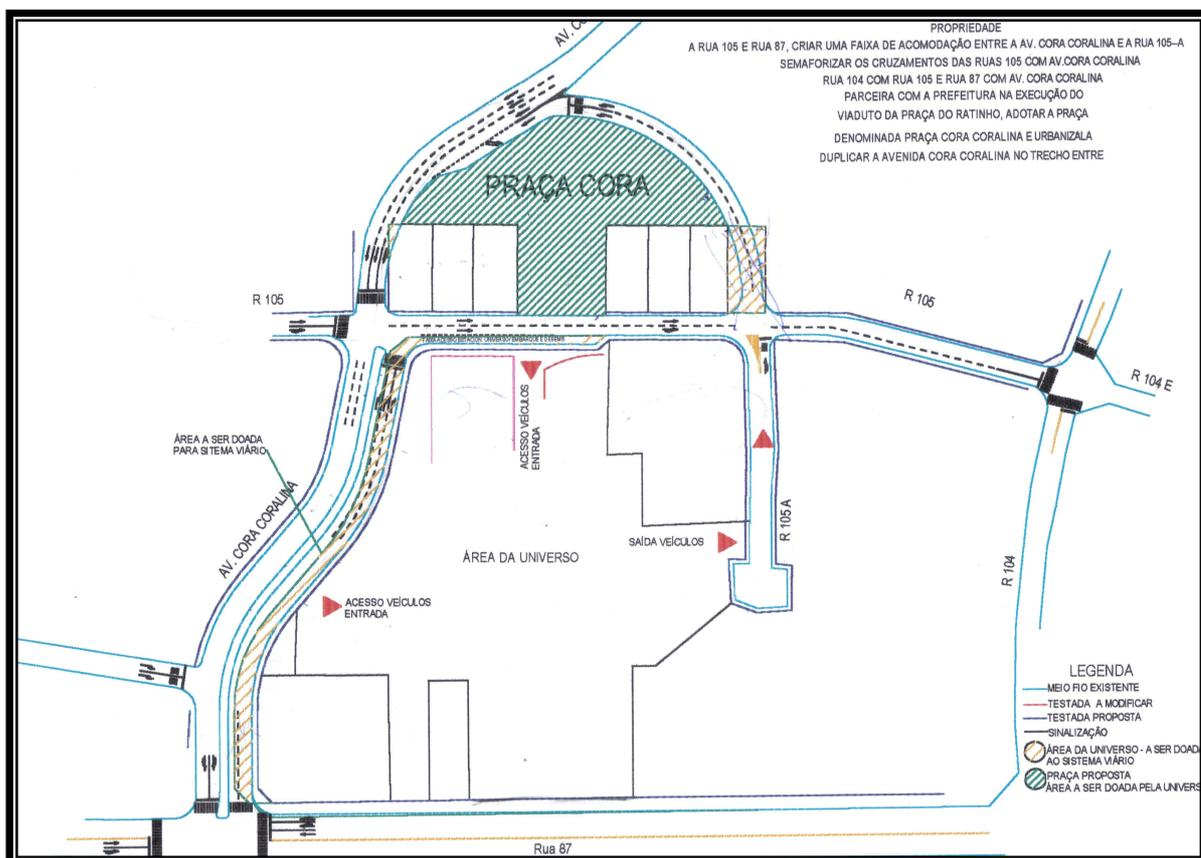 AV. CO
PROPRIEDADE
A RUA 105 E RUA 87, CRIAR UMA FAIXA DE ACOMODAÇÃO ENTRE A AV. CORA CORALINA E A RUA 105-A
SEMAFORIZAR OS CRUZAMENTOS DAS RUAS 105 COM AV.CORA CORALINA
RUA 104 COM RUA 105 E RUA 87 COM AV. CORA CORALINA
PARCEIRA COM A PREFEITURA NA EXECUÇÃO DO
VIADUTO DA PRAÇA DO RATINHO, ADOTAR A PRAÇA
DENOMINADA PRAÇA CORA CORALINA E URBANIZALA
DUPLICAR A AVENIDA CORA CORALINA NO TRECHO ENTRE
PRAÇA CORA
R 105
R 105
R 104 E
ACESSO VEÍCULOS
ENTRADA
ÁREA A SER DOADA
PARA SITEMA VIÁRIO
AV. CORA CORALINA
ÁREA DA UNIVERSO
SAÍDA VEÍCULOS
R 105 A
R 104
ACESSO VEÍCULOS
ENTRADA
LEGENDA
MEIO FIO EXISTENTE
TESTADA A MODIFICAR
TESTADA PROPOSTA
SINALIZAÇÃO
ÁREA DA UNIVERSO - A SER DOADA
AO SISTEMA VIÁRIO
PRAÇA PROPOSTA
ÁREA A SER DOADA PELA UNIVERS
Rua 87